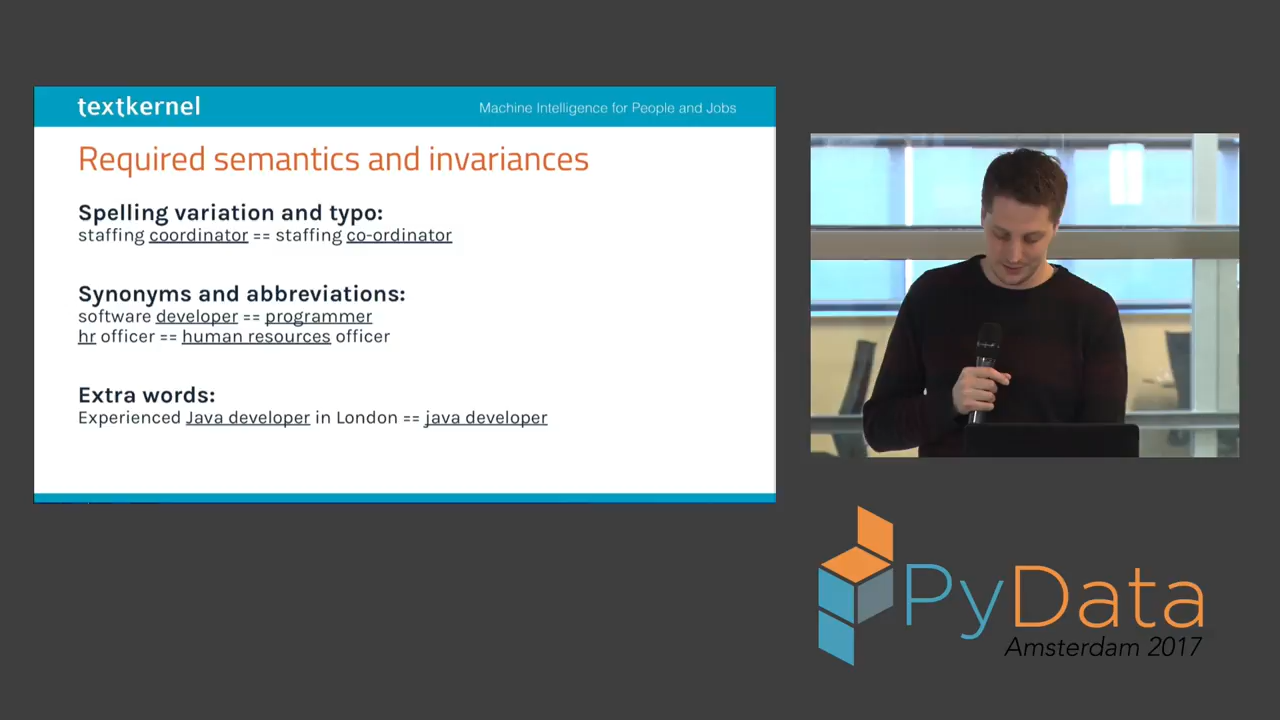 textkernel
Machine Intelligence for People and Jobs
Required semantics and invariances
Spelling variation and typo:
staffing coordinator == staffing co-ordinator
Synonyms and abbreviations:
software developer == programmer
hr officer == human resources officer
Extra words:
Experienced Java developer in London == java developer
PyData
Amsterdam 2017